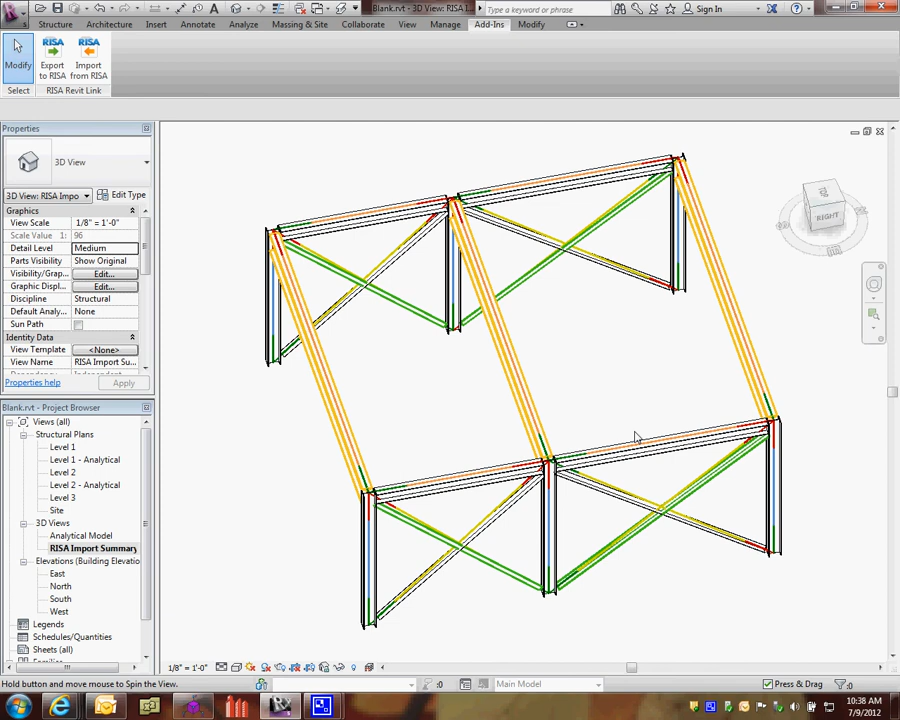 Blank.rvt - 3D View: RISA I...
Type a keyword or phrase
Sign In
Structure Architecture Insert Annotate Analyze Massing & Site Collaborate View Manage Add-Ins Modify
Modify
Export to RISA
Import from RISA
Select
RISA Revit Link
Properties
3D View
3D View: RISA Impo
Edit Type
Graphics
View Scale 1/8" = 1'-0"
Scale Value 1: 96
Detail Level Medium
Parts Visibility Show Original
Visibility/Grap... Edit...
Graphic Displ... Edit...
Discipline Structural
Default Analy... None
Sun Path
Identity Data
View Template <None>
View Name RISA Import Su...
Properties help
Apply
Blank.rvt - Project Browser
Views (all)
Structural Plans
Level 1
Level 1 - Analytical
Level 2
Level 2 - Analytical
Level 3
Site
3D Views
Analytical Model
RISA Import Summary
Elevations (Building Elevatio
East
North
South
West
Legends
Schedules/Quantities
Sheets (all)
TOP
RIGHT
1/8" = 1'-0"
Hold button and move mouse to Spin the View.
:0
Main Model
Press & Drag
:0
10:38 AM
7/9/2012